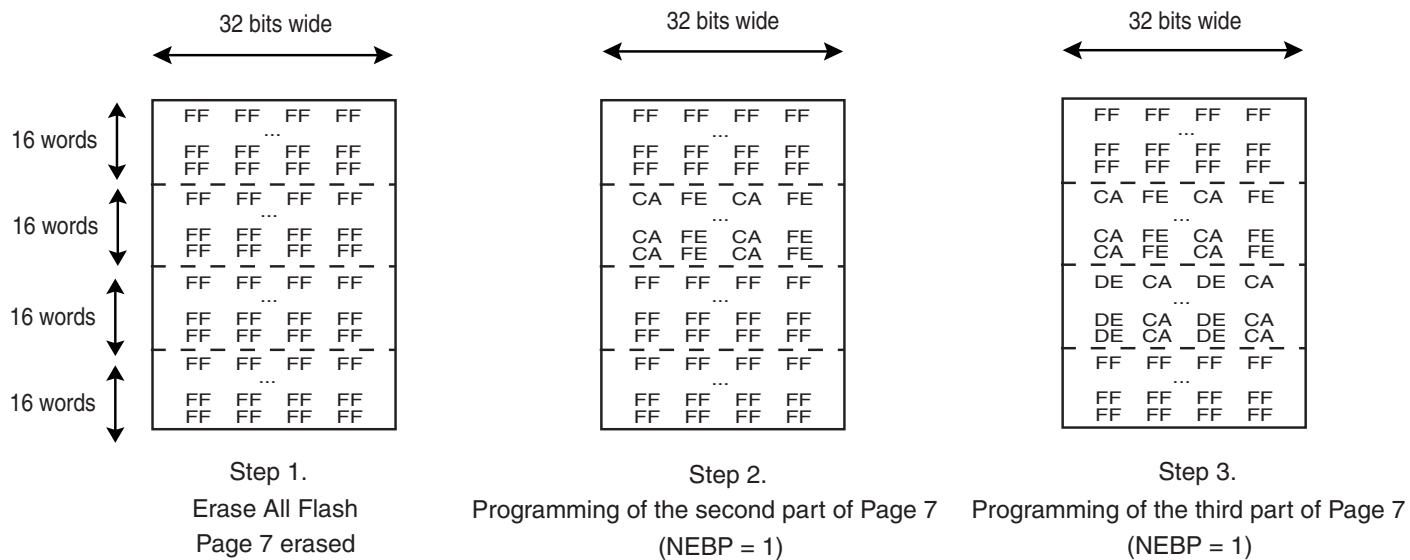 32 bits wide
16 words
16 words
16 words
16 words
FF FF FF FF
...
FF FF FF FF
FF FF FF FF
FF FF FF FF
...
FF FF FF FF
FF FF FF FF
FF FF FF FF
...
FF FF FF FF
FF FF FF FF
FF FF FF FF
...
FF FF FF FF
FF FF FF FF
Step 1.
Erase All Flash
Page 7 erased
32 bits wide
FF FF FF FF
...
FF FF FF FF
FF FF FF FF
CA FE CA FE
...
CA FE CA FE
CA FE CA FE
FF FF FF FF
...
FF FF FF FF
FF FF FF FF
FF FF FF FF
...
FF FF FF FF
FF FF FF FF
Step 2.
Programming of the second part of Page 7
(NEBP = 1)
32 bits wide
FF FF FF FF
...
FF FF FF FF
FF FF FF FF
CA FE CA FE
...
CA FE CA FE
CA FE CA FE
DE CA DE CA
...
DE CA DE CA
DE CA DE CA
FF FF FF FF
...
FF FF FF FF
FF FF FF FF
Step 3.
Programming of the third part of Page 7
(NEBP = 1)